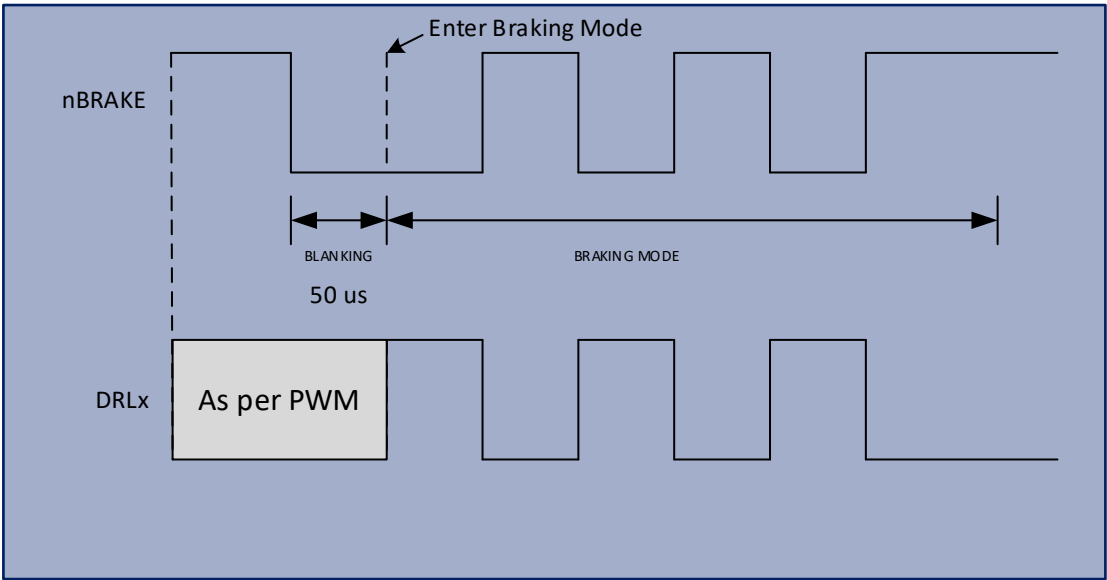 Enter Braking Mode
nBRAKE
BLANKING
BRAKING MODE
50 us
DRLx
As per PWM